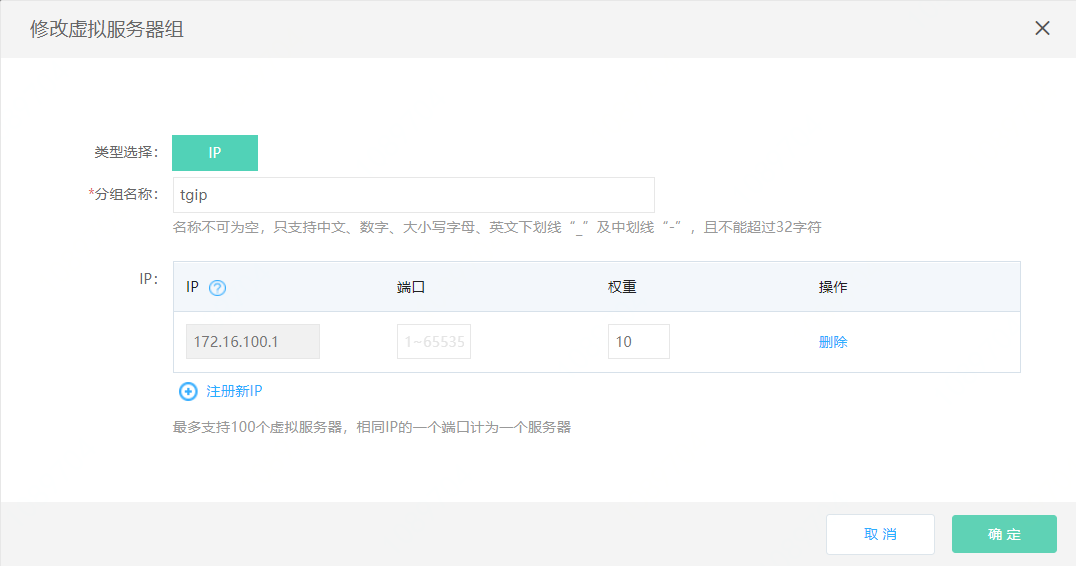 修改虚拟服务器组
类型选择： IP
*分组名称： tgip
名称不可为空，只支持中文、数字、大小写字母、英文下划线“_”及中划线“-”，且不能超过32字符
IP： IP ? 端口 权重 操作
172.16.100.1 1~65535 10 删除
注册新IP
最多支持100个虚拟服务器，相同IP的一个端口计为一个服务器
取消 确定